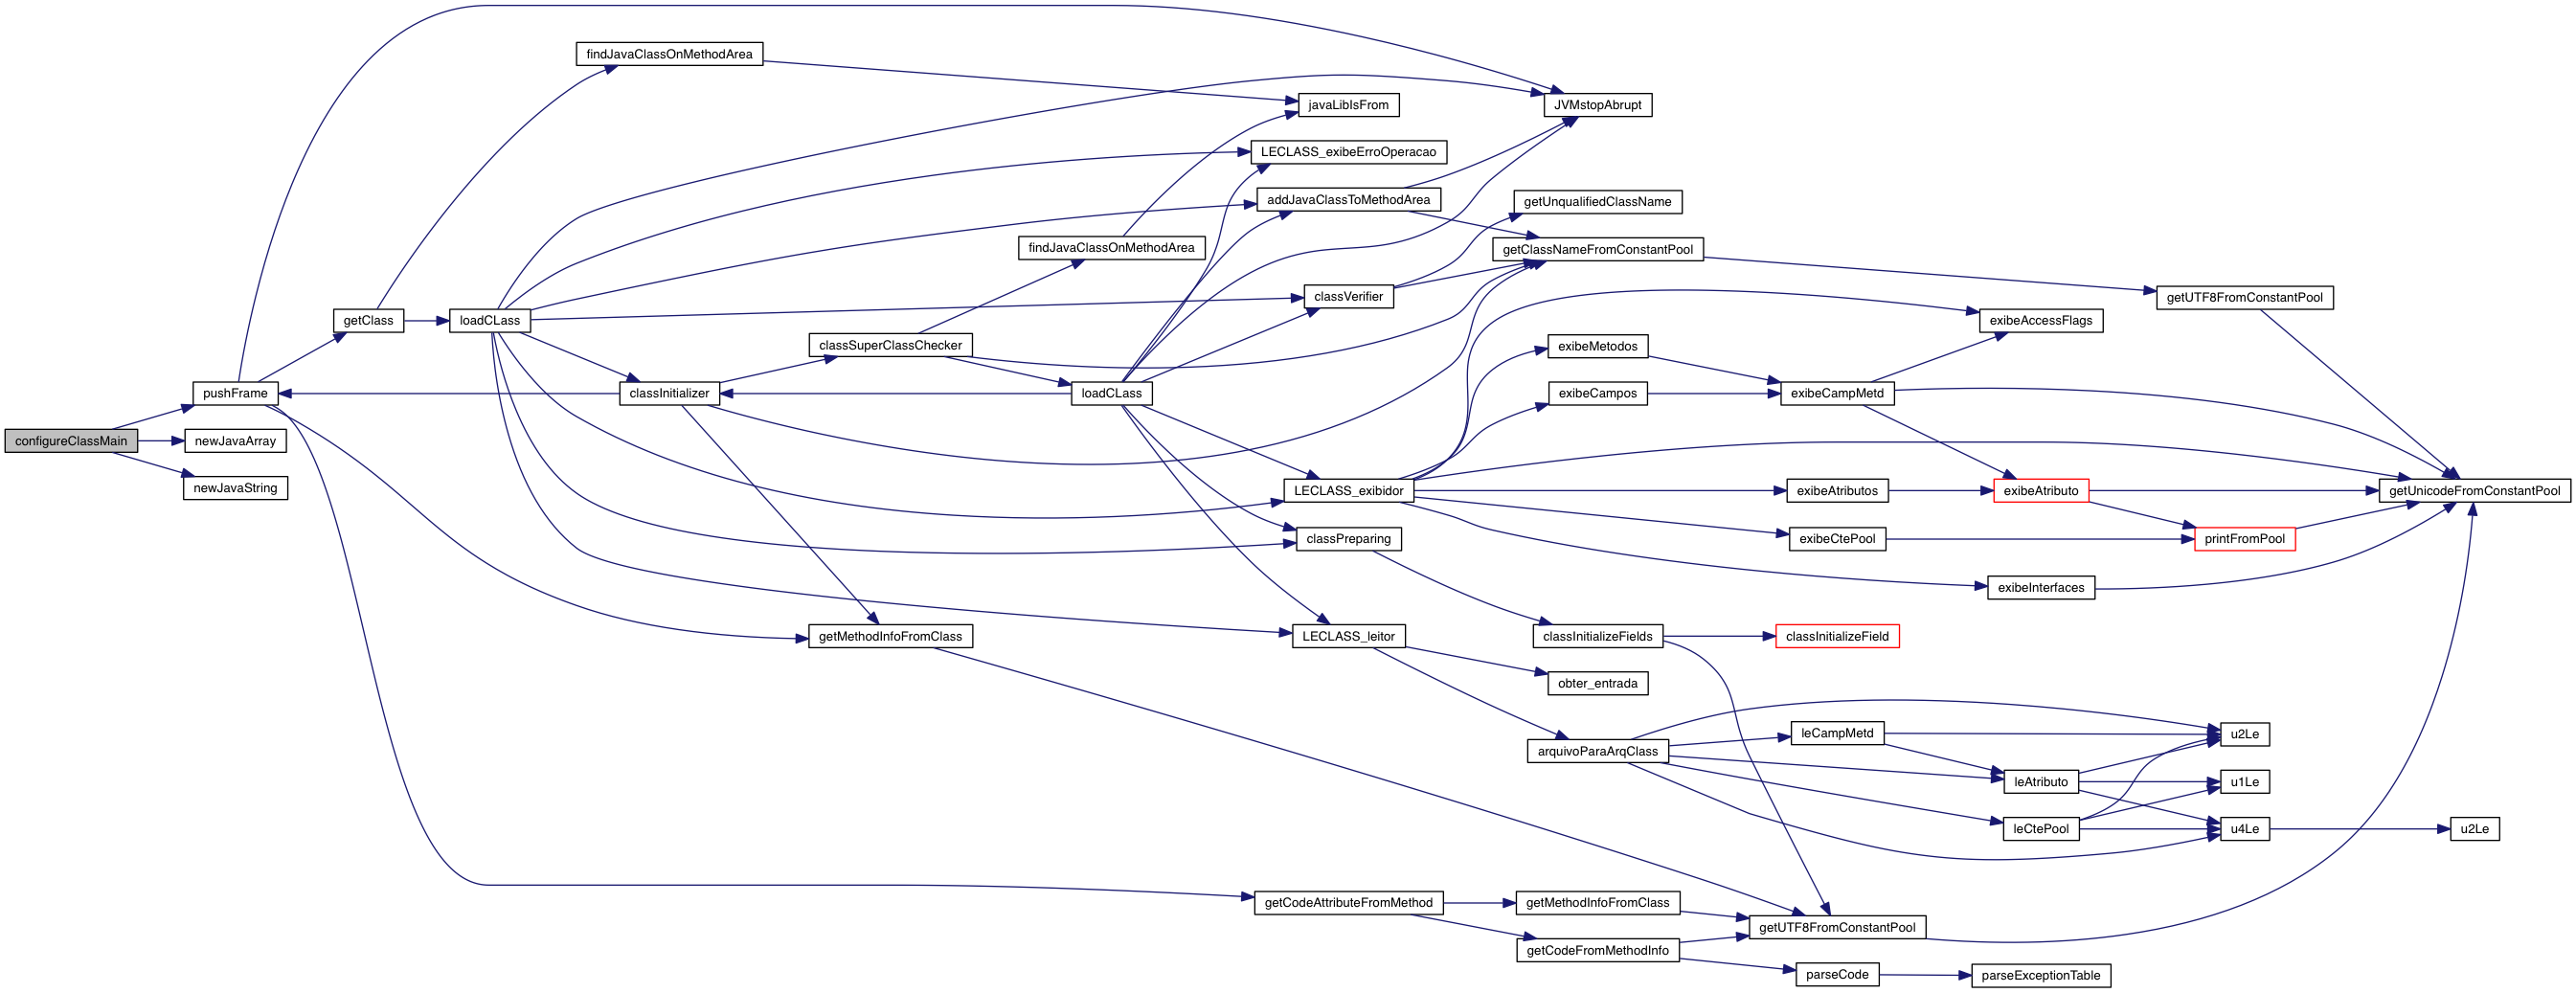 findJavaClassOnMethodArea
javaLibIsFrom
JVMstopAbrupt
LECLASS_exibeErroOperacao
addJavaClassToMethodArea
getUnqualifiedClassName
findJavaClassOnMethodArea
getClassNameFromConstantPool
classVerifier
getUTF8FromConstantPool
getClass
loadCLass
exibeAccessFlags
classSuperClassChecker
exibeMetodos
pushFrame
classInitializer
loadCLass
exibeCampos
exibeCampMetd
configureClassMain
newJavaArray
newJavaString
LECLASS_exibidor
exibeAtributos
exibeAtributo
getUnicodeFromConstantPool
classPreparing
exibeCtePool
printFromPool
exibeInterfaces
getMethodInfoFromClass
LECLASS_leitor
classInitializeFields
classInitializeField
obter_entrada
arquivoParaArqClass
leCampMetd
u2Le
leAtributo
u1Le
leCtePool
u4Le
u2Le
getCodeAttributeFromMethod
getMethodInfoFromClass
getUTF8FromConstantPool
getCodeFromMethodInfo
parseCode
parseExceptionTable